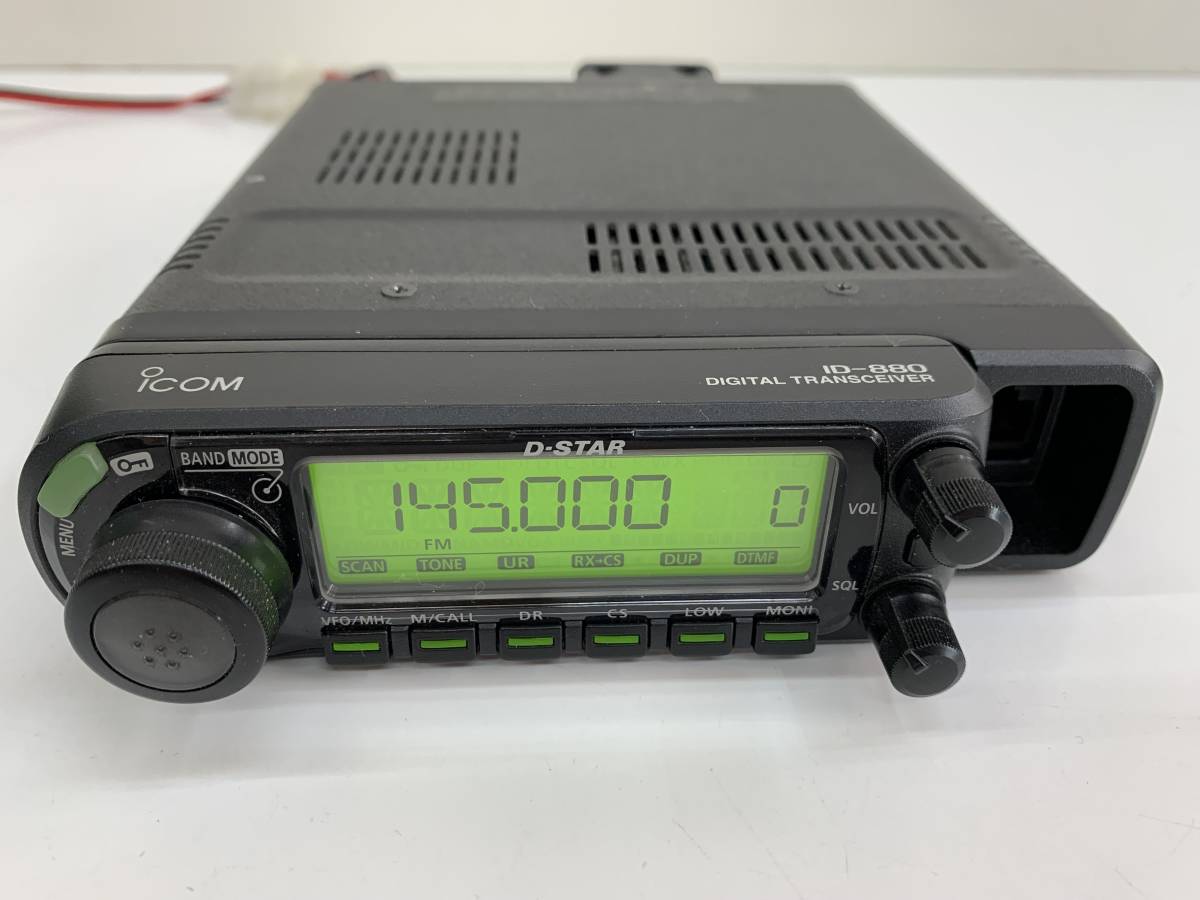 ICOM
ID-880
DIGITAL TRANSCEIVER
D-STAR
BAND MODE
MENU
145.000 0
FM
SCAN TONE UR RX→CS DUP DTMF
VOL
SQL
VFO/MHz M/CALL DR CS LOW MONI